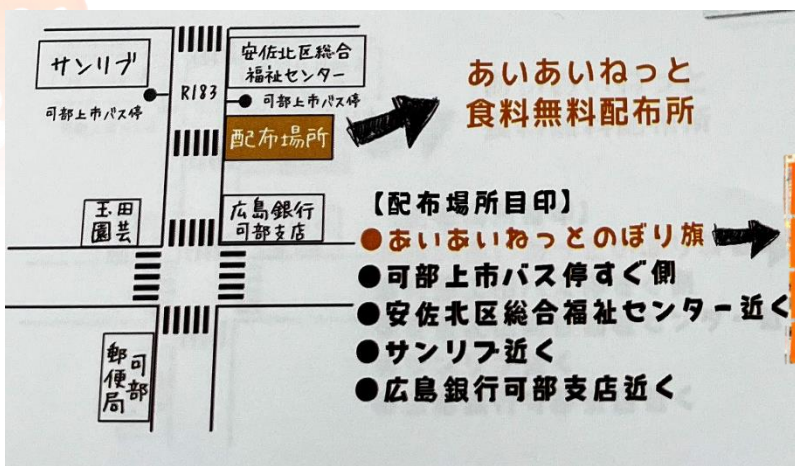 サンリブ
安佐北区総合
福祉センター
可部上市バス停
R183
可部上市バス停
配布場所
あいあいねっと
食料無料配布所
玉田
園芸
広島銀行
可部支店
可部
郵便局
【配布場所目印】
●あいあいねっとのぼり旗
●可部上市バス停すぐ側
●安佐北区総合福祉センター近く
●サンリブ近く
●広島銀行可部支店近く